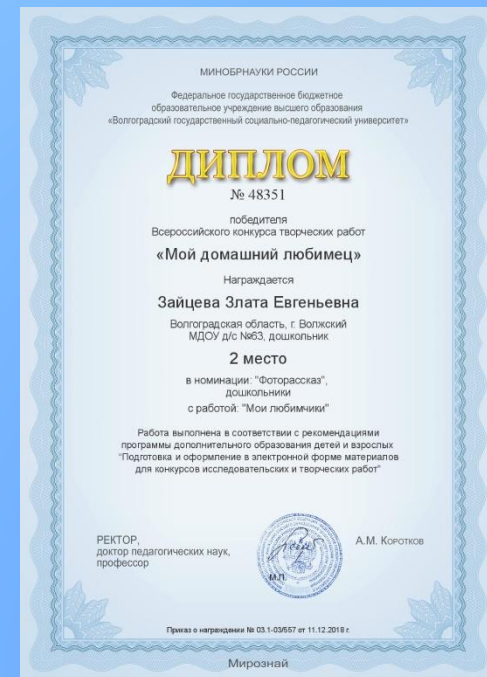 МИНОБРНАУКИ РОССИИ
Федеральное государственное бюджетное
образовательное учреждение высшего образования
«Волгоградский государственный социально-педагогический университет»
ДИПЛОМ
№ 48351
победителя
Всероссийского конкурса творческих работ
«Мой домашний любимец»
Награждается
Зайцева Злата Евгеньевна
Волгоградская область, г. Волжский
МДОУ д/с №63, дошкольник
2 место
в номинации: "Фоторассказ",
дошкольники
с работой: "Мои любимчики"
Работа выполнена в соответствии с рекомендациями
программы дополнительного образования детей и взрослых
"Подготовка и оформление в электронной форме материалов
для конкурсов исследовательских и творческих работ"
РЕКТОР,
доктор педагогических наук,
профессор
М.П.
А.М. Коротков
Приказ о награждении № 03.1-03/557 от 11.12.2018 г.
Мирознай